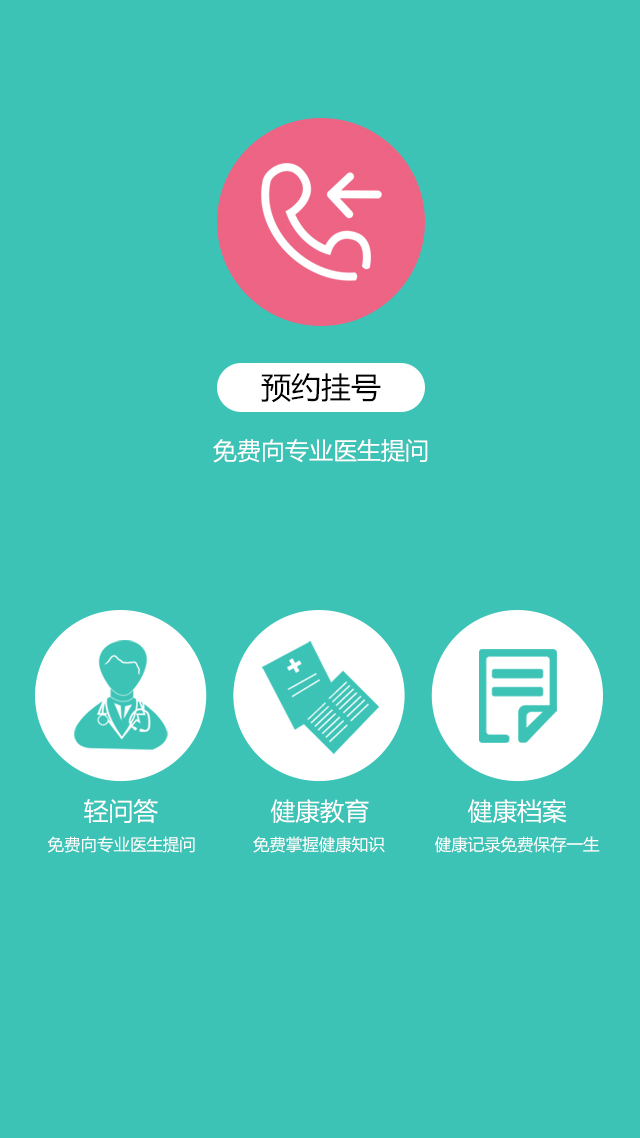 预约挂号
免费向专业医生提问
轻问答
健康教育
健康档案
免费向专业医生提问
免费掌握健康知识
健康记录免费保存一生